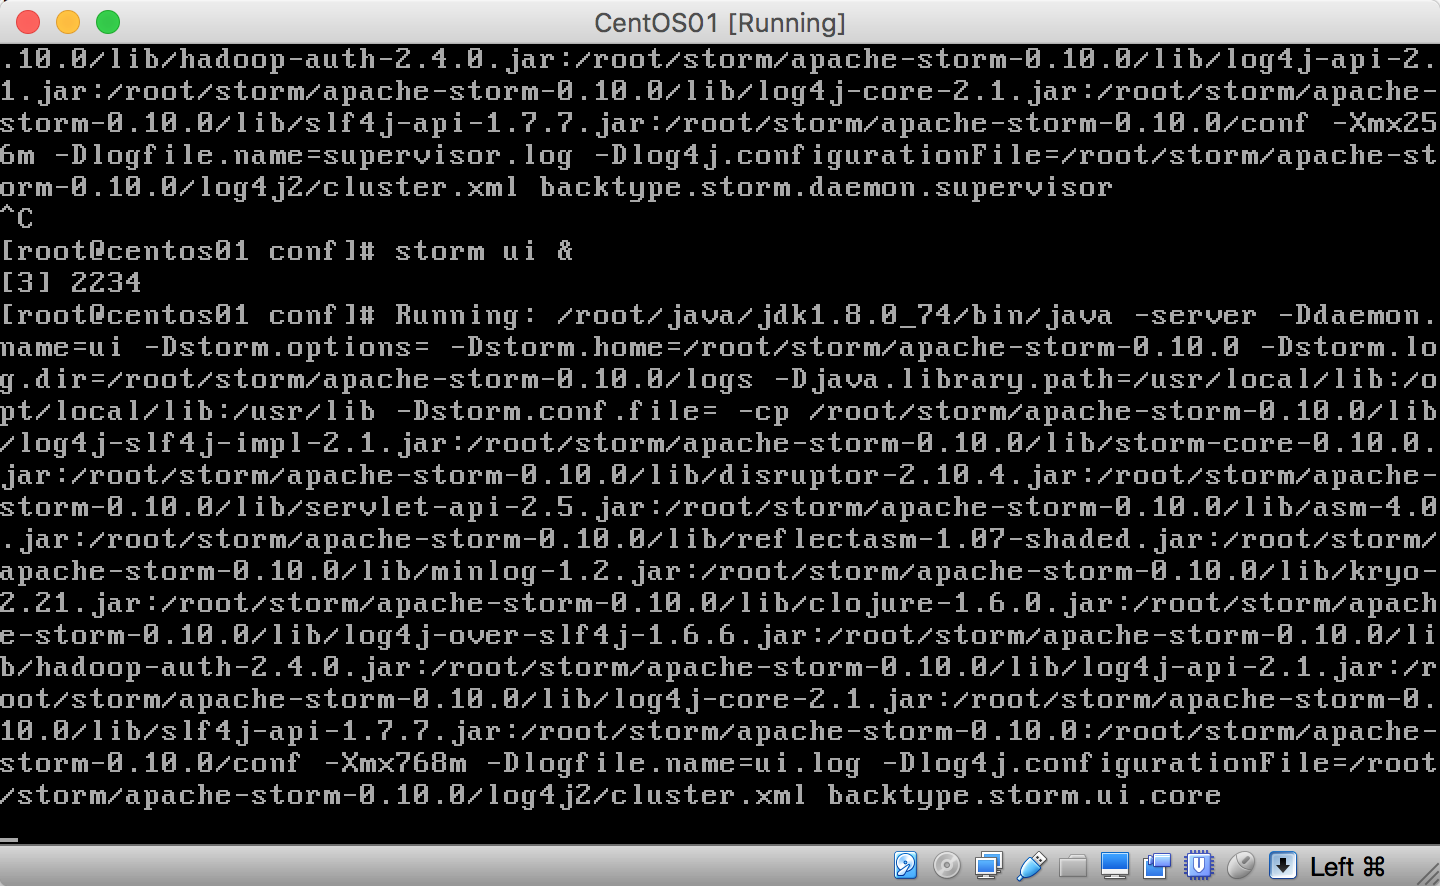 CentOS01 [Running]
.10.0/lib/hadoop-auth-2.4.0.jar:/root/storm/apache-storm-0.10.0/lib/log4j-api-2.
1.jar:/root/storm/apache-storm-0.10.0/lib/log4j-core-2.1.jar:/root/storm/apache-
storm-0.10.0/lib/slf4j-api-1.7.7.jar:/root/storm/apache-storm-0.10.0/conf -Xmx25
6m -Dlogfile.name=supervisor.log -Dlog4j.configurationFile=/root/storm/apache-st
orm-0.10.0/log4j2/cluster.xml backtype.storm.daemon.supervisor
^C
[root@centos01 conf]# storm ui &
[3] 2234
[root@centos01 conf]# Running: /root/java/jdk1.8.0_74/bin/java -server -Ddaemon.
name=ui -Dstorm.options= -Dstorm.home=/root/storm/apache-storm-0.10.0 -Dstorm.lo
g.dir=/root/storm/apache-storm-0.10.0/logs -Djava.library.path=/usr/local/lib:/o
pt/local/lib:/usr/lib -Dstorm.conf.file= -cp /root/storm/apache-storm-0.10.0/lib
/log4j-slf4j-impl-2.1.jar:/root/storm/apache-storm-0.10.0/lib/storm-core-0.10.0.
jar:/root/storm/apache-storm-0.10.0/lib/disruptor-2.10.4.jar:/root/storm/apache-
storm-0.10.0/lib/servlet-api-2.5.jar:/root/storm/apache-storm-0.10.0/lib/asm-4.0
.jar:/root/storm/apache-storm-0.10.0/lib/reflectasm-1.07-shaded.jar:/root/storm/
apache-storm-0.10.0/lib/minlog-1.2.jar:/root/storm/apache-storm-0.10.0/lib/kryo-
2.21.jar:/root/storm/apache-storm-0.10.0/lib/clojure-1.6.0.jar:/root/storm/apach
e-storm-0.10.0/lib/log4j-over-slf4j-1.6.6.jar:/root/storm/apache-storm-0.10.0/li
b/hadoop-auth-2.4.0.jar:/root/storm/apache-storm-0.10.0/lib/log4j-api-2.1.jar:/r
oot/storm/apache-storm-0.10.0/lib/log4j-core-2.1.jar:/root/storm/apache-storm-0.
10.0/lib/slf4j-api-1.7.7.jar:/root/storm/apache-storm-0.10.0:/root/storm/apache-
storm-0.10.0/conf -Xmx768m -Dlogfile.name=ui.log -Dlog4j.configurationFile=/root
/storm/apache-storm-0.10.0/log4j2/cluster.xml backtype.storm.ui.core
Left ⌘